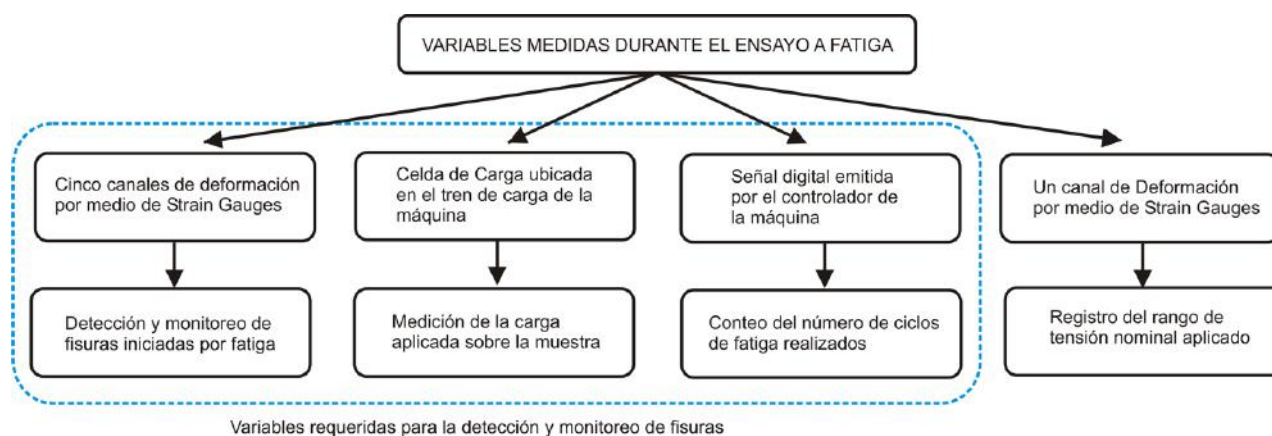 VARIABLES MEDIDAS DURANTE EL ENSAYO A FATIGA
Cinco canales de deformación
por medio de Strain Gauges
Celda de Carga ubicada
en el tren de carga de la
máquina
Señal digital emitida
por el controlador de
la máquina
Un canal de Deformación
por medio de Strain Gauges
Detección y monitoreo de
fisuras iniciadas por fatiga
Medición de la carga
aplicada sobre la muestra
Conteo del número de ciclos
de fatiga realizados
Registro del rango de
tensión nominal aplicado
Variables requeridas para la detección y monitoreo de fisuras